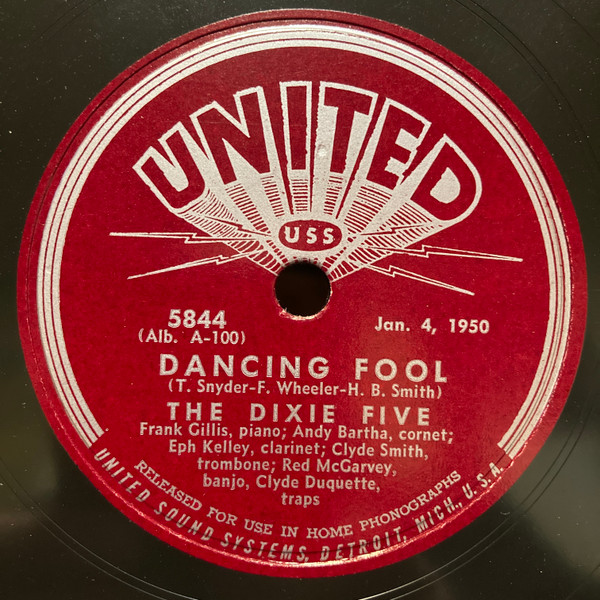 UNITED
USS
5844
(Alb. A-100)
Jan. 4, 1950
DANCING FOOL
(T. Snyder-F. Wheeler-H. B. Smith)
THE DIXIE FIVE
Frank Gillis, piano; Andy Bartha, cornet;
Eph Kelley, clarinet; Clyde Smith,
trombone; Red McGarvey,
banjo, Clyde Duquette,
traps
RELEASED FOR USE IN HOME PHONOGRAPHS
UNITED SOUND SYSTEMS, DETROIT, MICH., U.S.A.